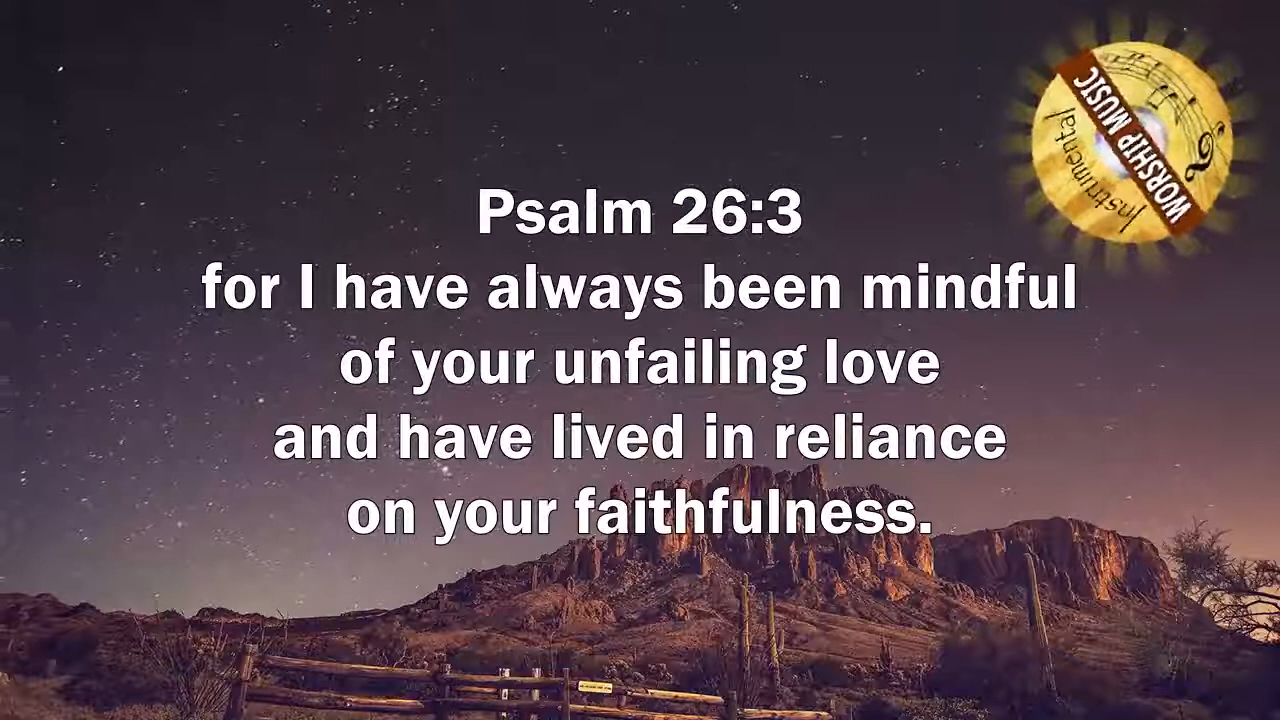 Psalm 26:3
for I have always been mindful
of your unfailing love
and have lived in reliance
on your faithfulness.
Instrumental
WORSHIP MUSIC